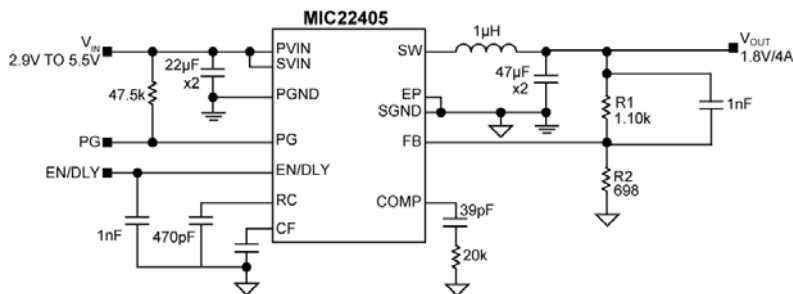 MIC22405
V_IN
2.9V TO 5.5V
47.5k
22µF
x2
PVIN
SVIN
PGND
PG
PG
EN/DLY
EN/DLY
RC
CF
1nF
470pF
SW
EP
SGND
FB
COMP
1µH
47µF
x2
V_OUT
1.8V/4A
R1
1.10k
1nF
R2
698
39pF
20k